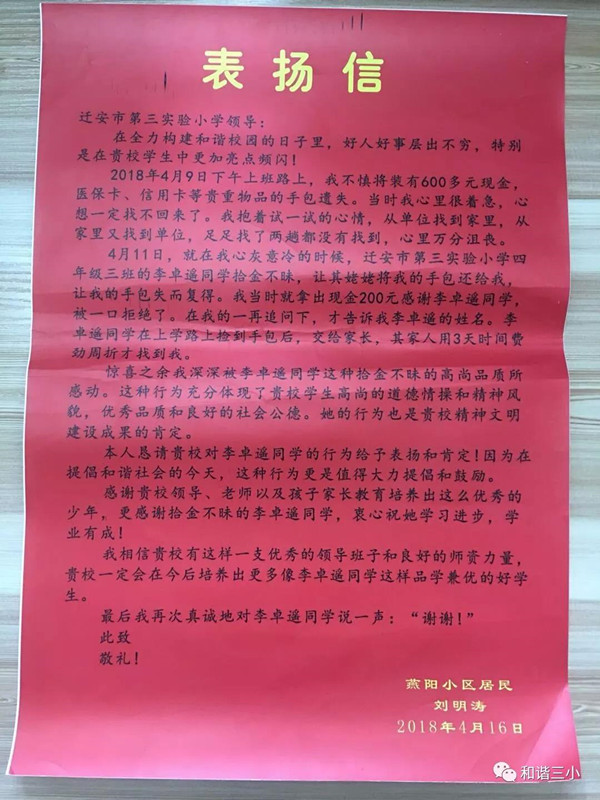 表扬信
迁安市第三实验小学领导：
在全力构建和谐校园的日子里，好人好事层出不穷，特别
是在贵校学生中更加亮点频闪！
2018年4月9日下午上班路上，我不慎将装有600多元现金，
医保卡、信用卡等贵重物品的手包遗失。当时我心里很着急，心
想一定找不回来了。我抱着试一试的心情，从单位找到家里，从
家里又找到单位，足足找了两趟都没有找到，心里万分沮丧。
4月11日，就在我心灰意冷的时候，迁安市第三实验小学四
年级三班的李卓遥同学拾金不昧，让其姥姥将我的手包还给我，
让我的手包失而复得。我当时就拿出现金200元感谢李卓遥同学，
被一口拒绝了。在我的一再追问下，才告诉我李卓遥的姓名。李
卓遥同学在上学路上捡到手包后，交给家长，其家人用3天时间费
劲周折才找到我。
惊喜之余我深深被李卓遥同学这种拾金不昧的高尚品质所
感动。这种行为充分体现了贵校学生高尚的道德情操和精神风
貌，优秀品质和良好的社会公德。她的行为也是贵校精神文明
建设成果的肯定。
本人恳请贵校对李卓遥同学的行为给予表扬和肯定！因为在
提倡和谐社会的今天，这种行为更是值得大力提倡和鼓励。
感谢贵校领导、老师以及孩子家长教育培养出这么优秀的
少年，更感谢拾金不昧的李卓遥同学，衷心祝她学习进步，学
业有成！
我相信贵校有这样一支优秀的领导班子和良好的师资力量，
贵校一定会在今后培养出更多像李卓遥同学这样品学兼优的好学
生。
最后我再次真诚地对李卓遥同学说一声：“谢谢！”
此致
敬礼！
燕阳小区居民
刘明涛
2018年4月16日
和谐三小